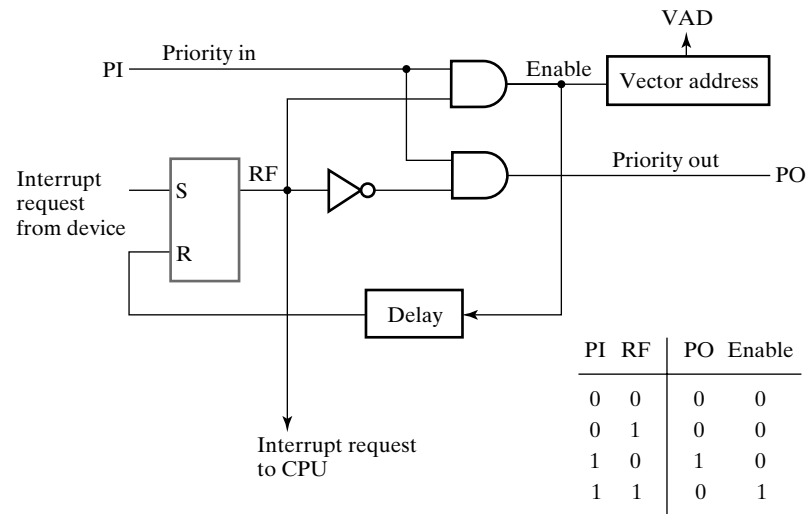 VAD
Priority in
PI
Enable
Vector address
Priority out
PO
RF
Interrupt
request
from device
S
R
Delay
Interrupt request
to CPU
PI RF PO Enable
0 0 0 0
0 1 0 0
1 0 1 0
1 1 0 1